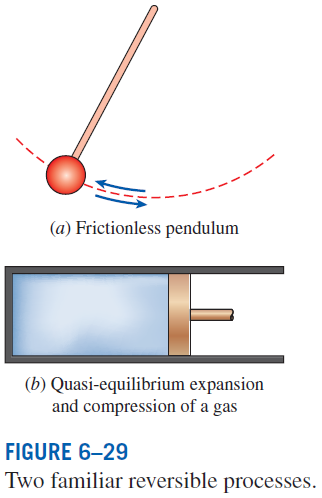 (a) Frictionless pendulum
(b) Quasi-equilibrium expansion
and compression of a gas
FIGURE 6–29
Two familiar reversible processes.